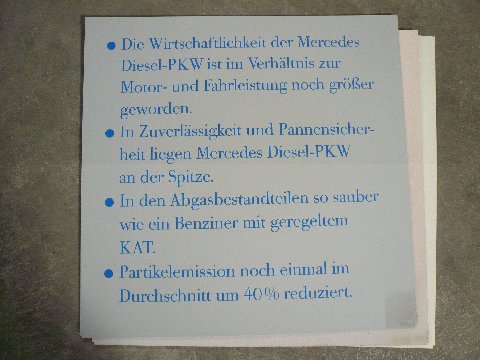 ● Die Wirtschaftlichkeit der Mercedes
Diesel-PKW ist im Verhältnis zur
Motor- und Fahrleistung noch größer
geworden.
● In Zuverlässigkeit und Pannensicher-
heit liegen Mercedes Diesel-PKW
an der Spitze.
● In den Abgasbestandteilen so sauber
wie ein Benziner mit geregeltem
KAT.
● Partikelemission noch einmal im
Durchschnitt um 40% reduziert.